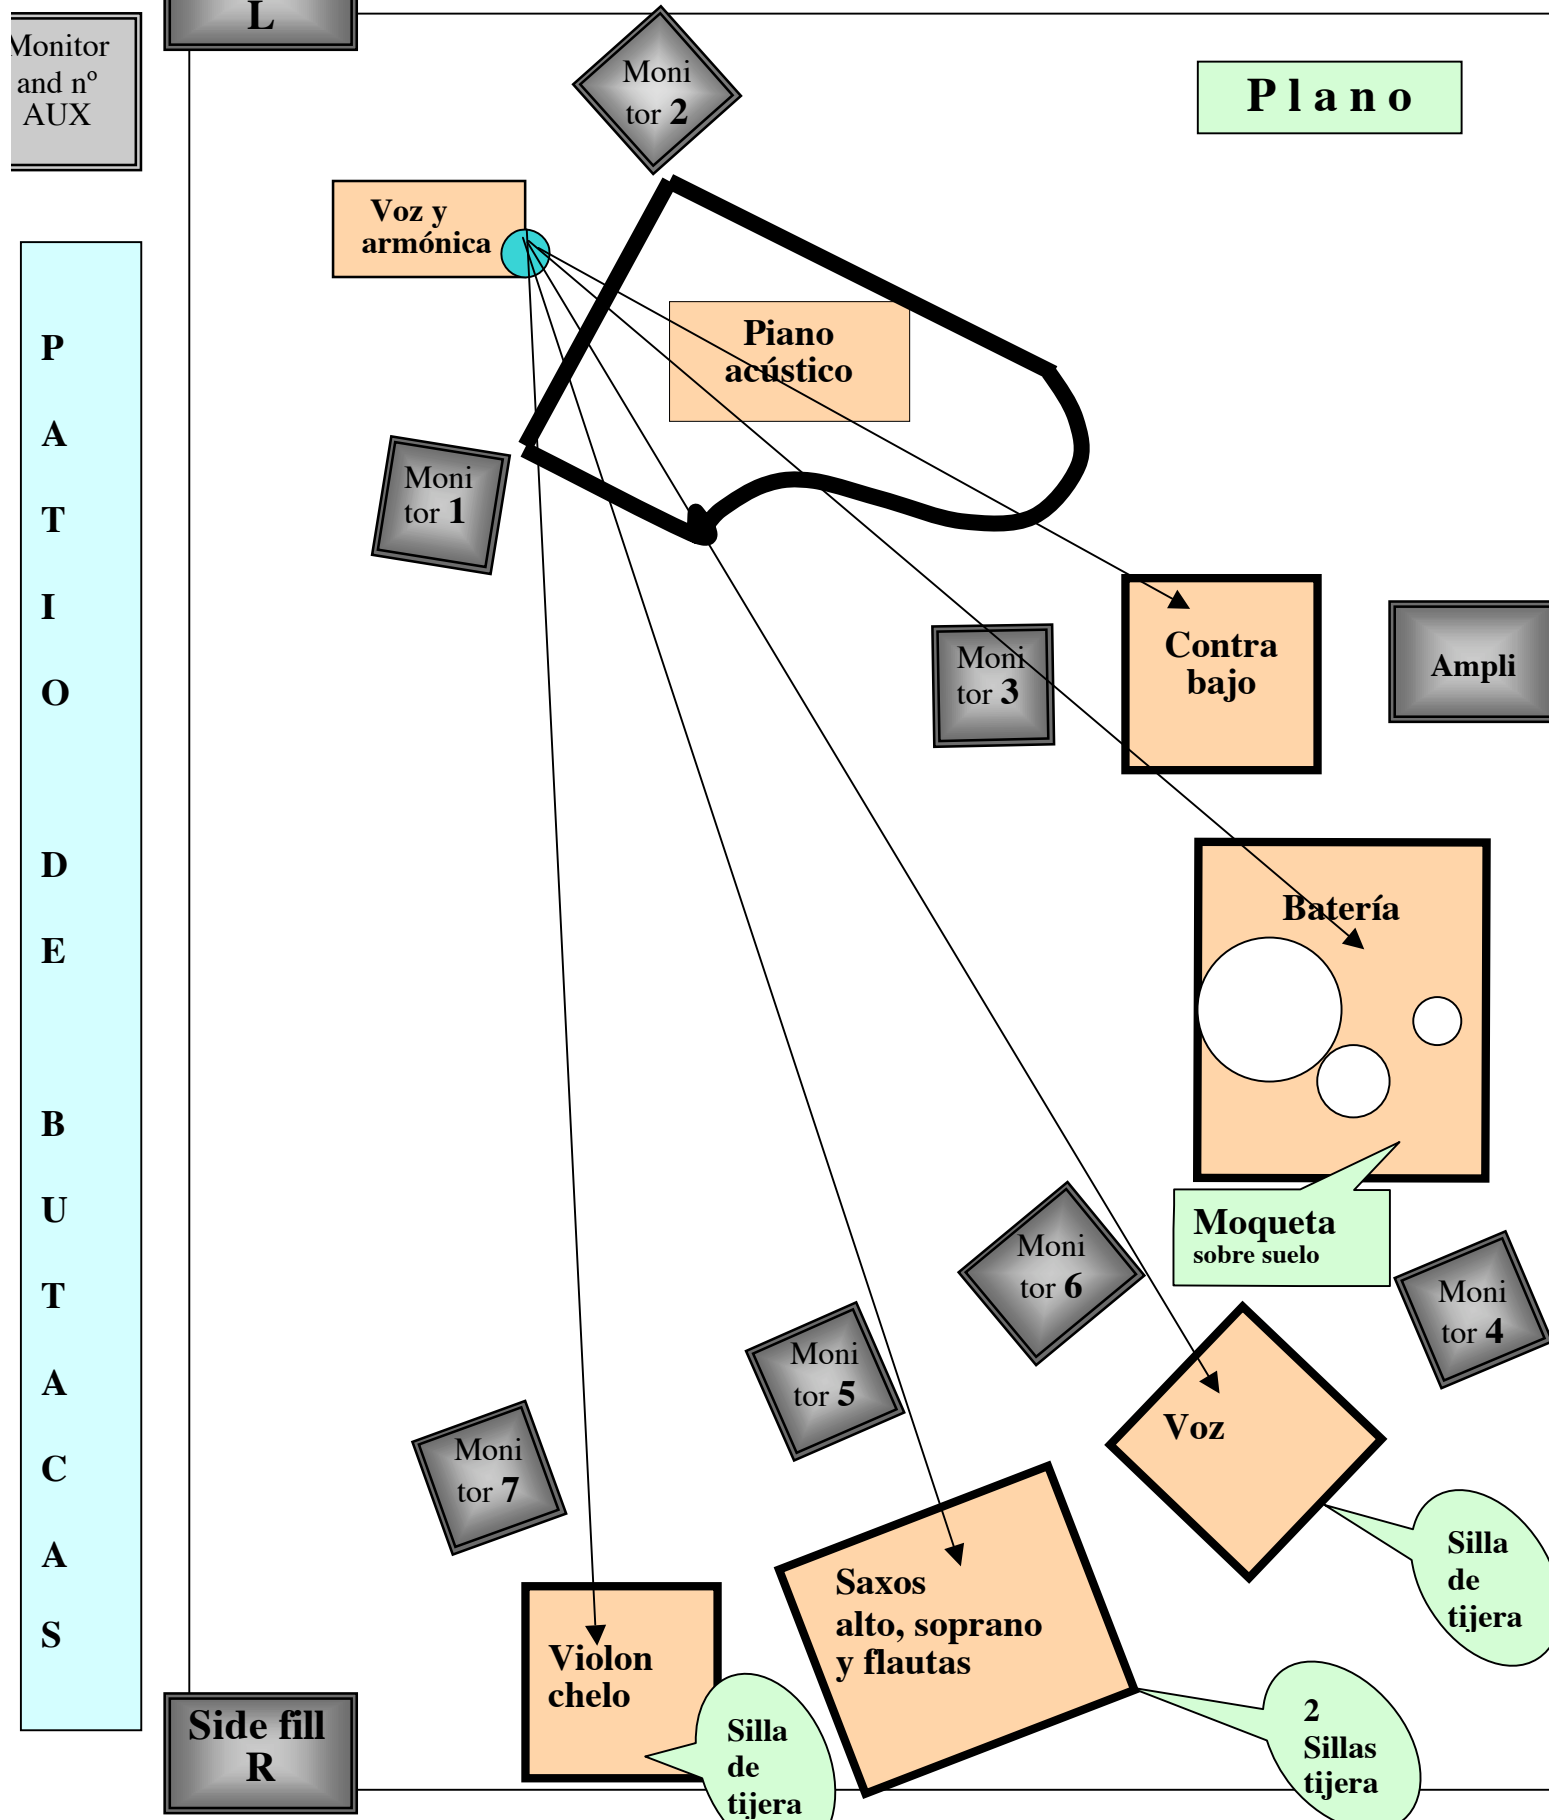 L
Monitor
and nº
AUX
Moni
tor 2
P l a n o
Voz y
armónica
Piano
acústico
P
A
T
I
O
D
E
B
U
T
A
C
A
S
Moni
tor 1
Contra
bajo
Moni
tor 3
Ampli
Batería
Moqueta
sobre suelo
Moni
tor 6
Moni
tor 4
Moni
tor 5
Voz
Moni
tor 7
Silla
de
tijera
Saxos
alto, soprano
y flautas
Violon
chelo
Side fill
R
Silla
de
tijera
2
Sillas
tijera